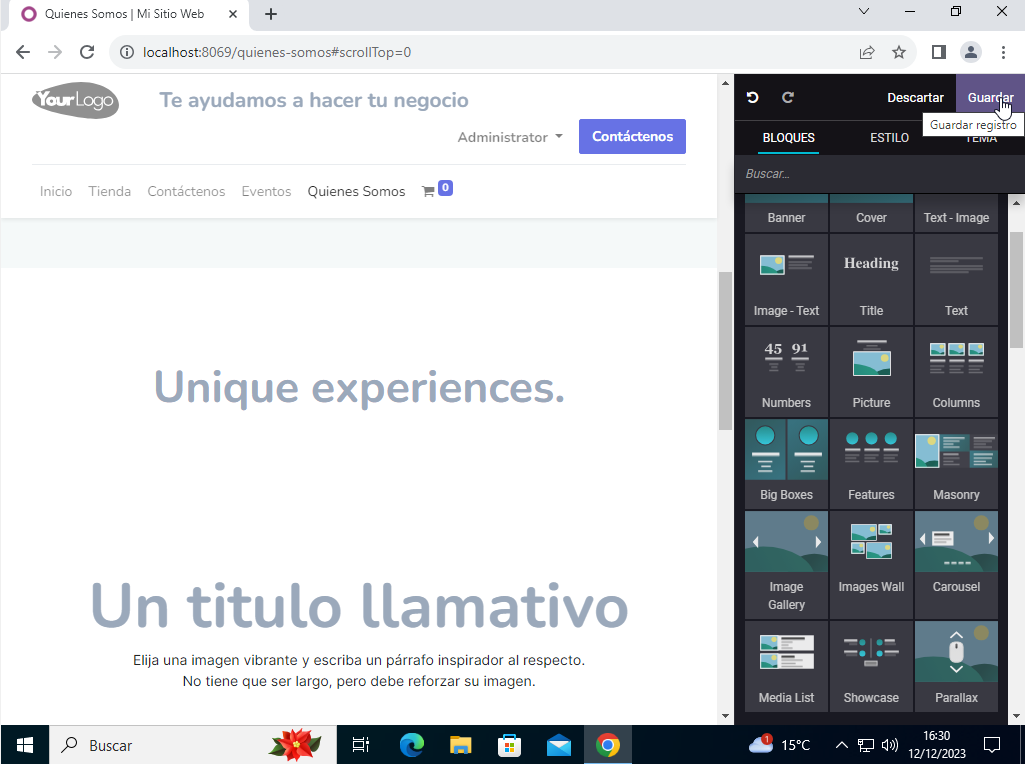 Quienes Somos | Mi Sitio Web
localhost:8069/quienes-somos#scrollTop=0
YourLogo
Te ayudamos a hacer tu negocio
Administrator
Contáctenos
Inicio
Tienda
Contáctenos
Eventos
Quienes Somos
0
Unique experiences.
Un titulo llamativo
Elija una imagen vibrante y escriba un párrafo inspirador al respecto.
No tiene que ser largo, pero debe reforzar su imagen.
Descartar
Guardar
Guardar registro
BLOQUES
ESTILO
TEMA
Buscar...
Banner
Cover
Text - Image
Heading
Image - Text
Title
Text
45 91
Numbers
Picture
Columns
Big Boxes
Features
Masonry
Image
Gallery
Images Wall
Carousel
Media List
Showcase
Parallax
Buscar
1
15°C
16:30
12/12/2023